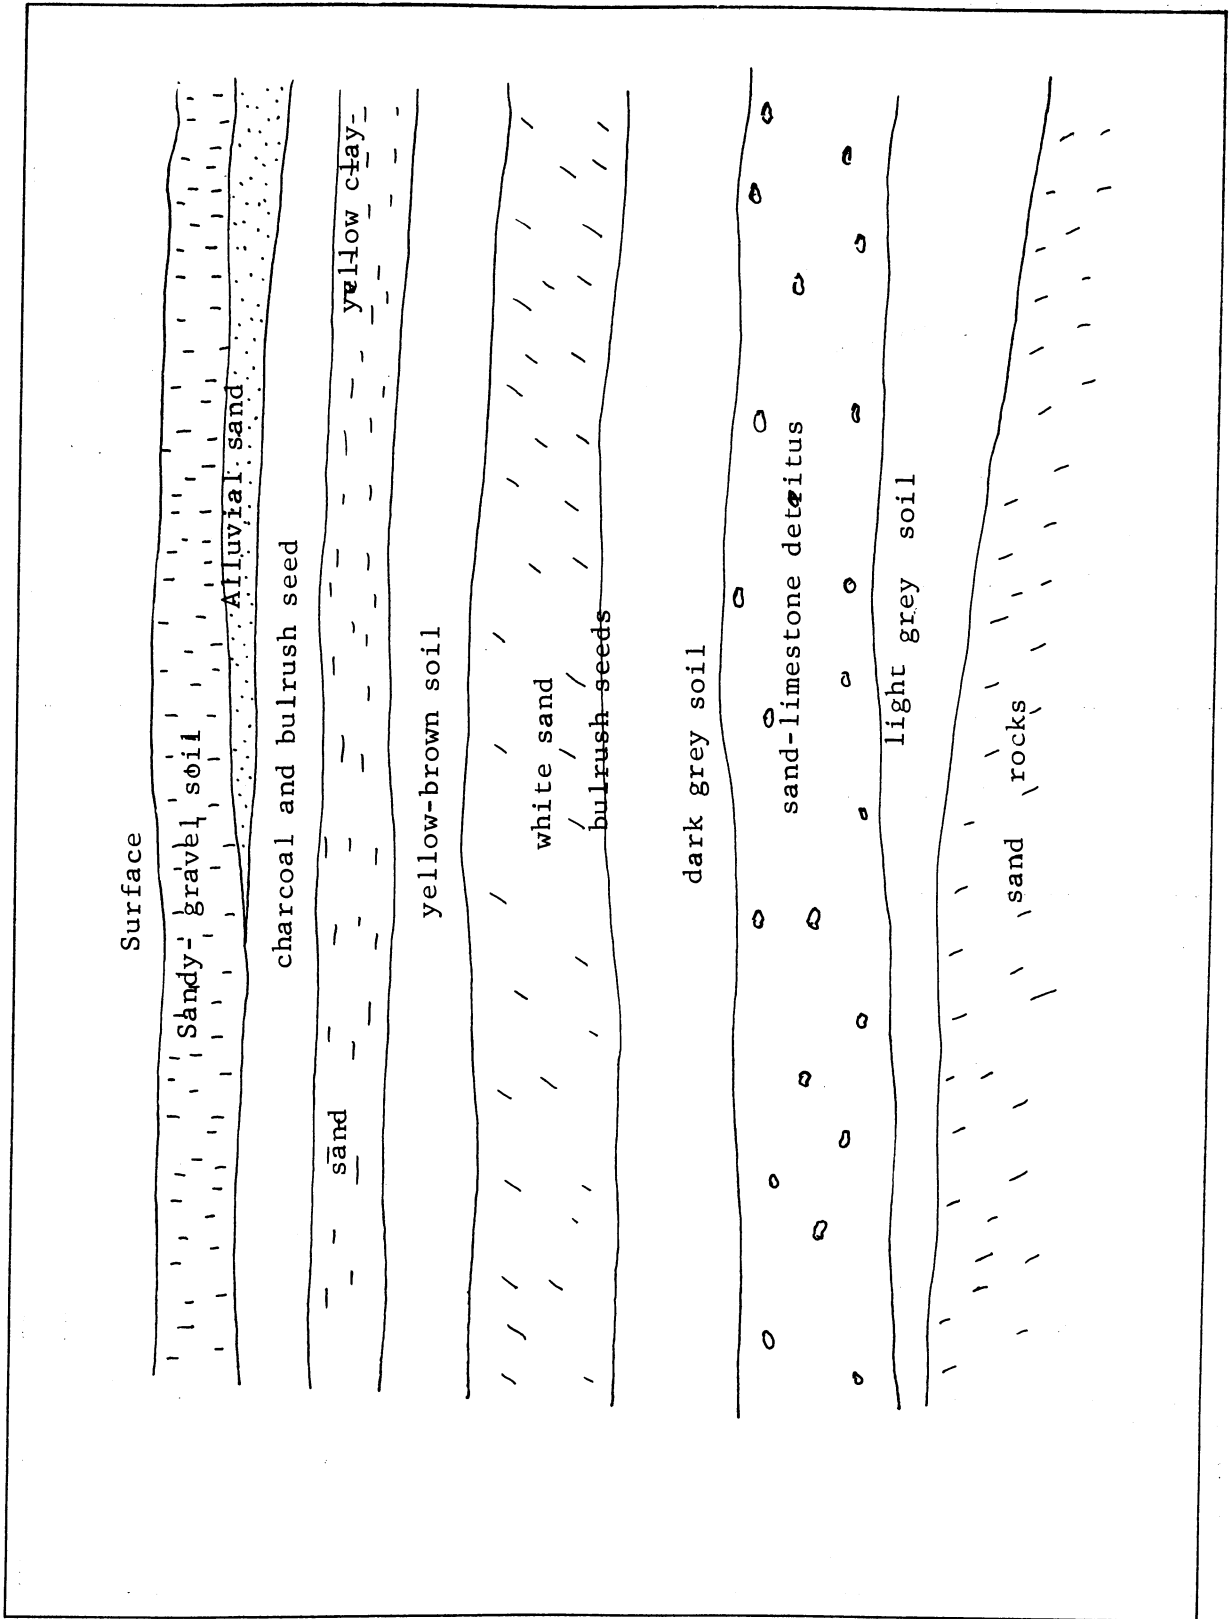 Surface
Sandy- gravel soil
Alluvial sand
charcoal and bulrush seed
sand
yellow clay
yellow-brown soil
white sand
bulrush seeds
dark grey soil
sand-limestone detritus
light grey soil
sand rocks